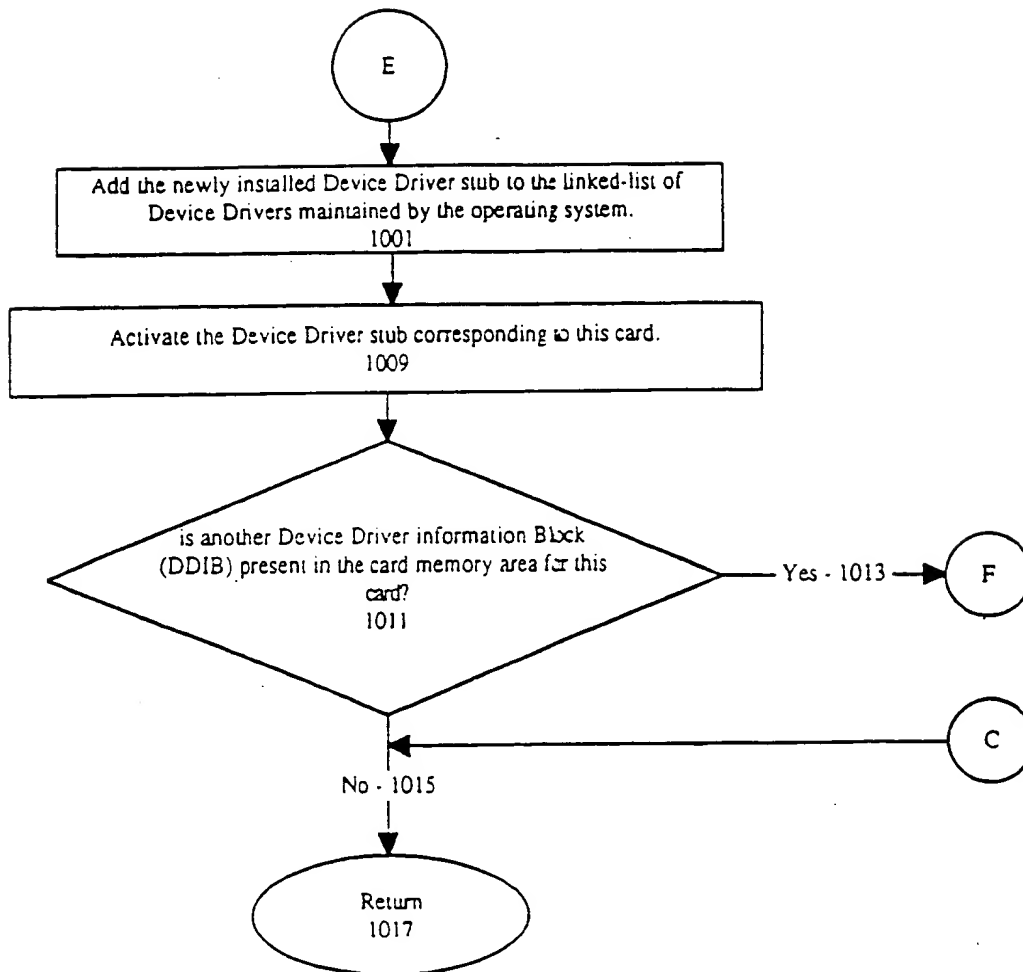 E
Add the newly installed Device Driver stub to the linked-list of
Device Drivers maintained by the operating system.
1001
Activate the Device Driver stub corresponding to this card.
1009
is another Device Driver information Block
(DDIB) present in the card memory area for this
card?
1011
Yes - 1013
F
C
No - 1015
Return
1017